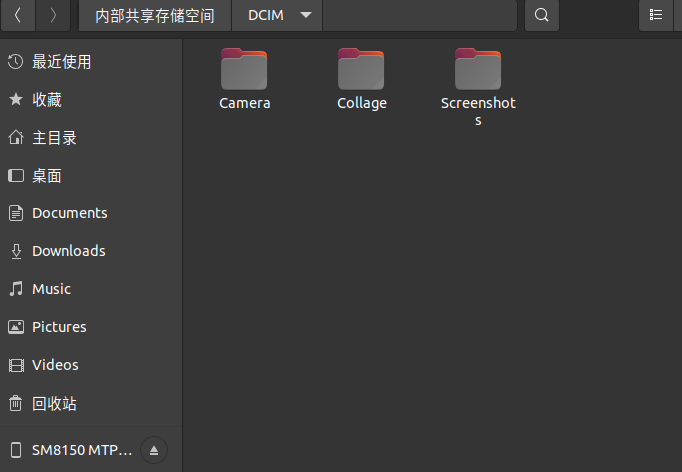 内部共享存储空间
DCIM
最近使用
收藏
主目录
桌面
Documents
Downloads
Music
Pictures
Videos
回收站
SM8150 MTP...
Camera
Collage
Screenshot
s